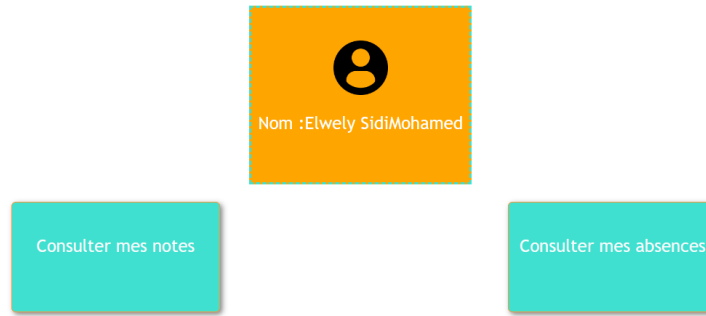 Nom :Elwely SidiMohamed
Consulter mes notes
Consulter mes absences